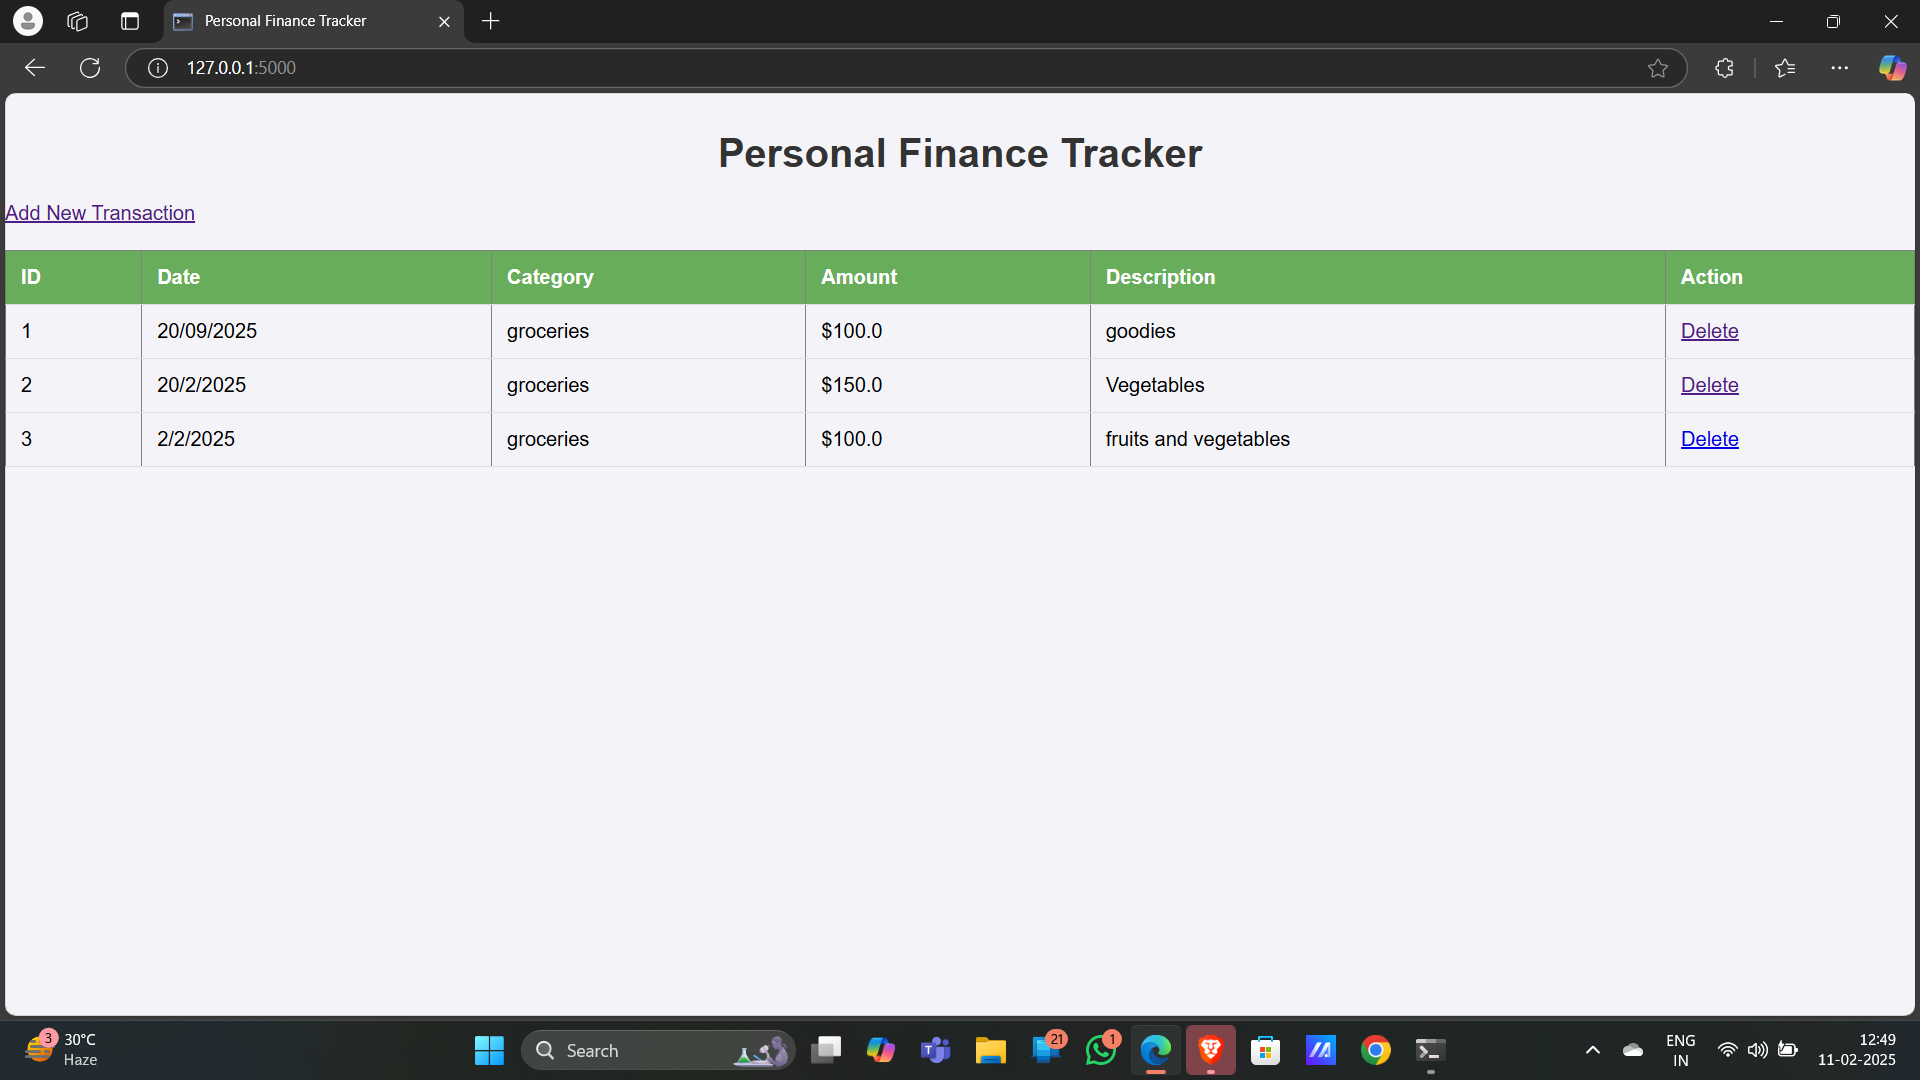 Personal Finance Tracker
127.0.0.1:5000
Personal Finance Tracker
Add New Transaction
ID Date Category Amount Description Action
1 20/09/2025 groceries $100.0 goodies Delete
2 20/2/2025 groceries $150.0 Vegetables Delete
3 2/2/2025 groceries $100.0 fruits and vegetables Delete
3 30°C
Haze
Search
21
1
ENG
IN
12:49
11-02-2025